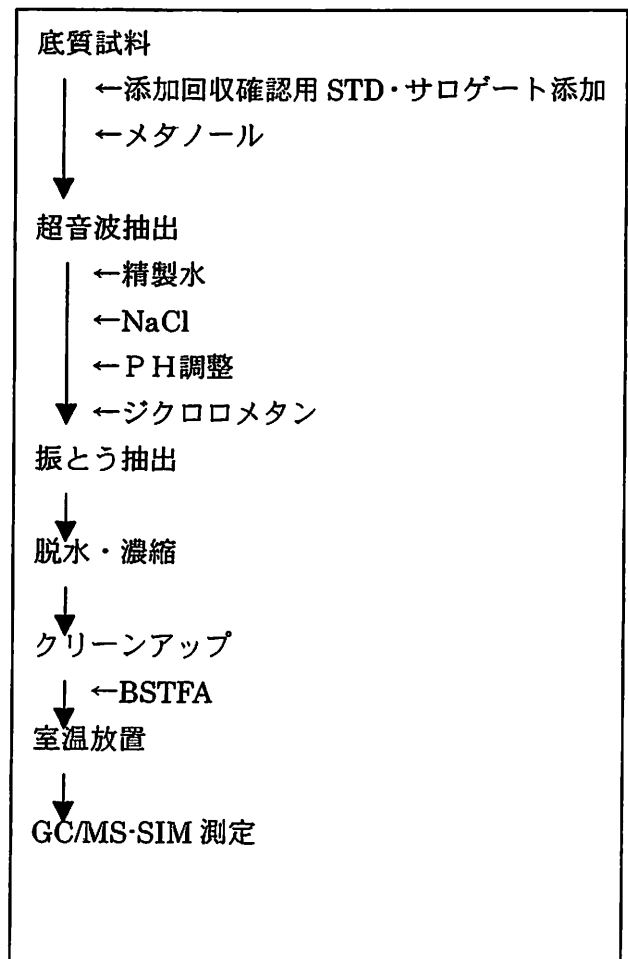 底質試料
←添加回収確認用 STD・サロゲート添加
←メタノール
超音波抽出
←精製水
←NaCl
←ＰＨ調整
←ジクロロメタン
振とう抽出
脱水・濃縮
クリーンアップ
←BSTFA
室温放置
GC/MS-SIM 測定